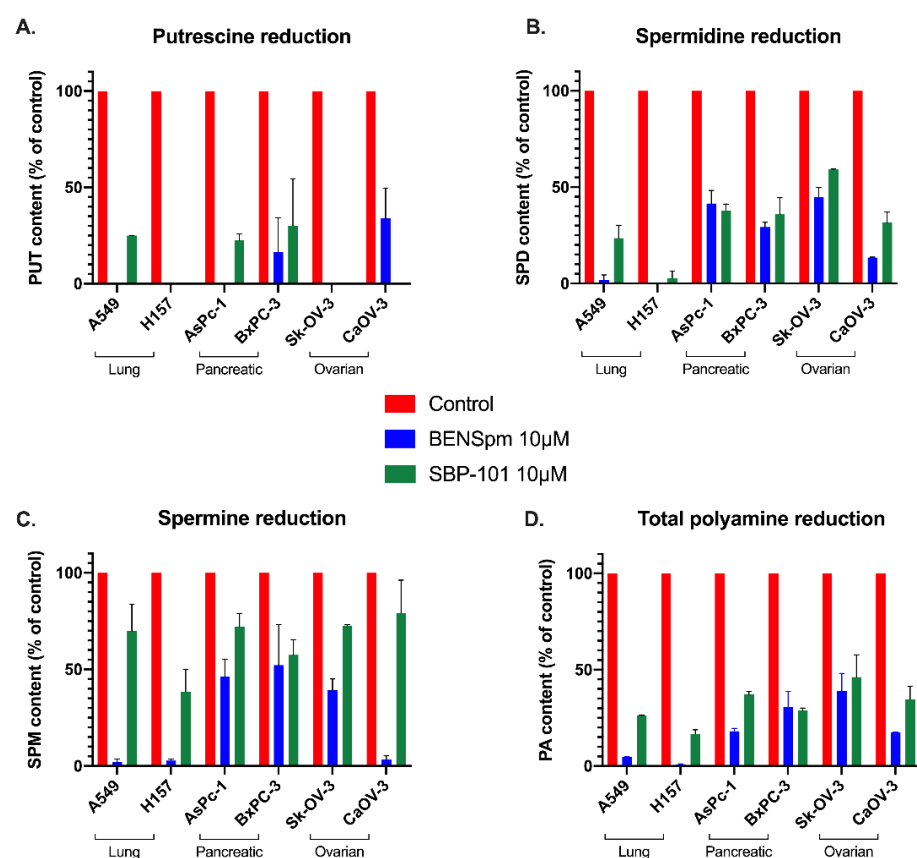 A.
Putrescine reduction
PUT content (% of control)
100
50
0
A549
H157
AsPc-1
BxPC-3
Sk-OV-3
CaOV-3
Lung
Pancreatic
Ovarian
B.
Spermidine reduction
SPD content (% of control)
100
50
0
A549
H157
AsPc-1
BxPC-3
Sk-OV-3
CaOV-3
Lung
Pancreatic
Ovarian
Control
BENSpm 10µM
SBP-101 10µM
C.
Spermine reduction
SPM content (% of control)
100
50
0
A549
H157
AsPc-1
BxPC-3
Sk-OV-3
CaOV-3
Lung
Pancreatic
Ovarian
D.
Total polyamine reduction
PA content (% of control)
100
50
0
A549
H157
AsPc-1
BxPC-3
Sk-OV-3
CaOV-3
Lung
Pancreatic
Ovarian